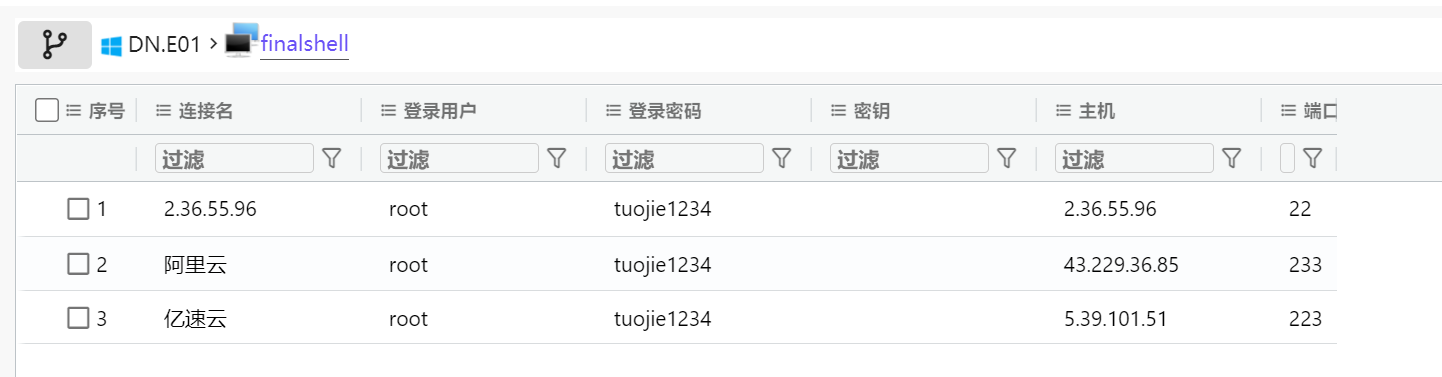 DN.E01 > finalshell
序号 连接名 登录用户 登录密码 密钥 主机 端口
过滤 过滤 过滤 过滤 过滤
1 2.36.55.96 root tuojie1234 2.36.55.96 22
2 阿里云 root tuojie1234 43.229.36.85 233
3 亿速云 root tuojie1234 5.39.101.51 223